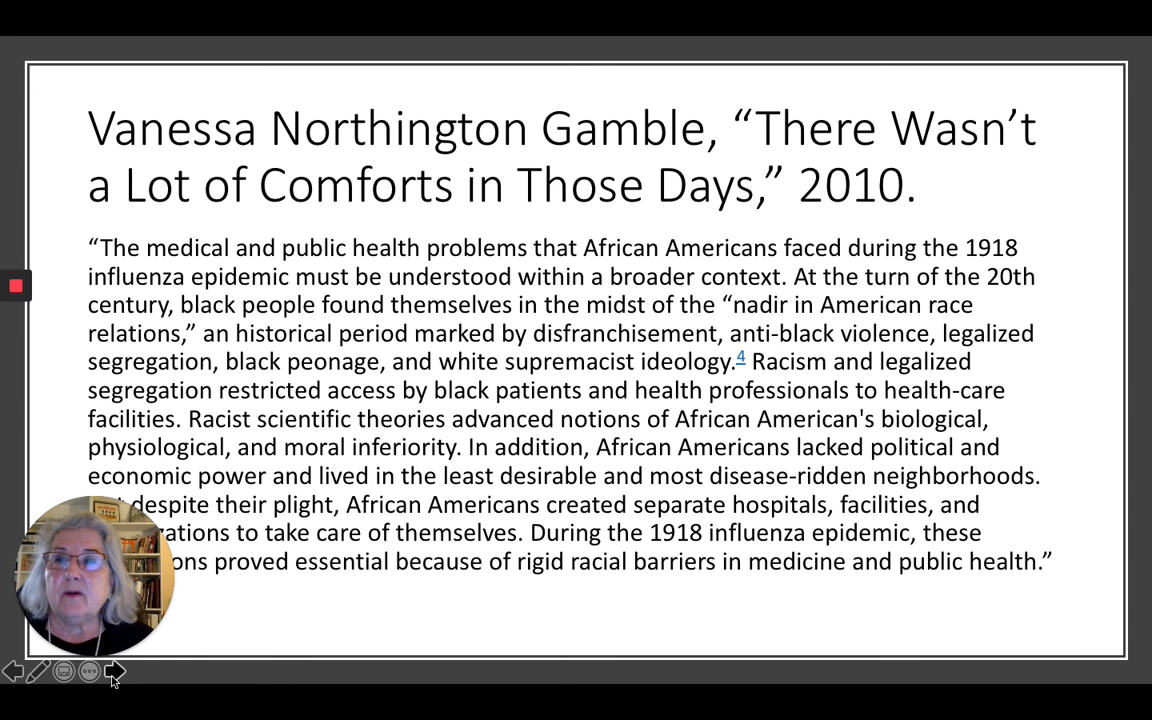 Vanessa Northington Gamble, “There Wasn’t
a Lot of Comforts in Those Days,” 2010.
“The medical and public health problems that African Americans faced during the 1918
influenza epidemic must be understood within a broader context. At the turn of the 20th
century, black people found themselves in the midst of the “nadir in American race
relations,” an historical period marked by disfranchisement, anti-black violence, legalized
segregation, black peonage, and white supremacist ideology.4 Racism and legalized
segregation restricted access by black patients and health professionals to health-care
facilities. Racist scientific theories advanced notions of African American's biological,
physiological, and moral inferiority. In addition, African Americans lacked political and
economic power and lived in the least desirable and most disease-ridden neighborhoods.
despite their plight, African Americans created separate hospitals, facilities, and
to take care of themselves. During the 1918 influenza epidemic, these
proved essential because of rigid racial barriers in medicine and public health.”